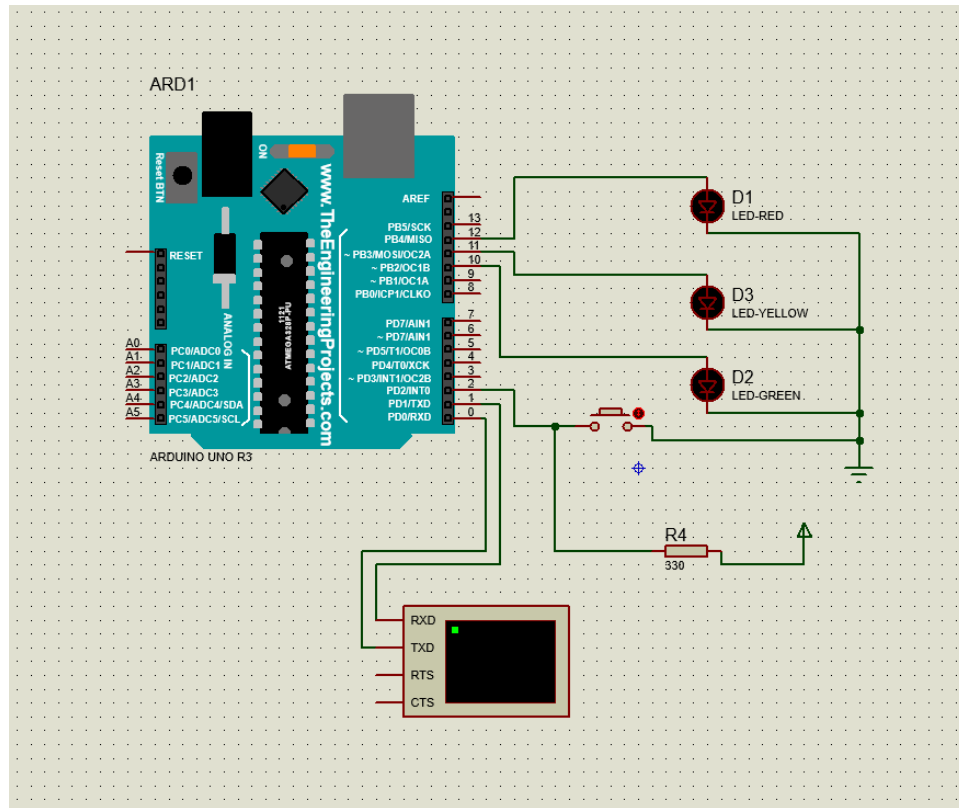 ARD1
Reset BTN
ON
www.TheEngineeringProjects.com
RESET
ANALOG IN
1121
ATMEGA328P-PU
AREF
13
PB5/SCK
12
PB4/MISO
11
~ PB3/MOSI/OC2A
10
~ PB2/OC1B
9
~ PB1/OC1A
8
PB0/ICP1/CLKO
7
PD7/AIN1
6
~ PD7/AIN1
5
~ PD5/T1/OC0B
4
PD4/T0/XCK
3
~ PD3/INT1/OC2B
2
PD2/INT0
1
PD1/TXD
0
PD0/RXD
A0
PC0/ADC0
A1
PC1/ADC1
A2
PC2/ADC2
A3
PC3/ADC3
A4
PC4/ADC4/SDA
A5
PC5/ADC5/SCL
ARDUINO UNO R3
D1
LED-RED
D3
LED-YELLOW
D2
LED-GREEN
R4
330
RXD
TXD
RTS
CTS